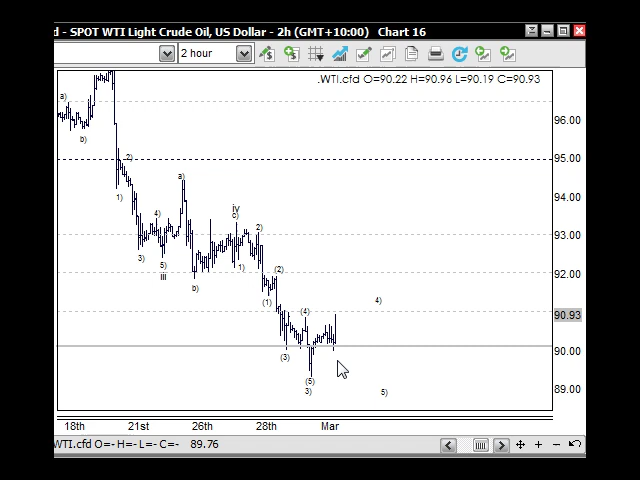 d - SPOT WTI Light Crude Oil, US Dollar - 2h (GMT+10:00) Chart 16
2 hour
.WTI.cfd O=90.22 H=90.96 L=90.19 C=90.93
a)
b)
96.00
2)
95.00
1)
a)
94.00
4)
iv
c)
2)
93.00
3)
5)
iii
1)
(2)
b)
92.00
(1)
4)
(4)
90.93
(3)
90.00
(5)
3)
5)
89.00
18th 21st 26th 28th Mar
WTI.cfd O=- H=- L=- C=- 89.76